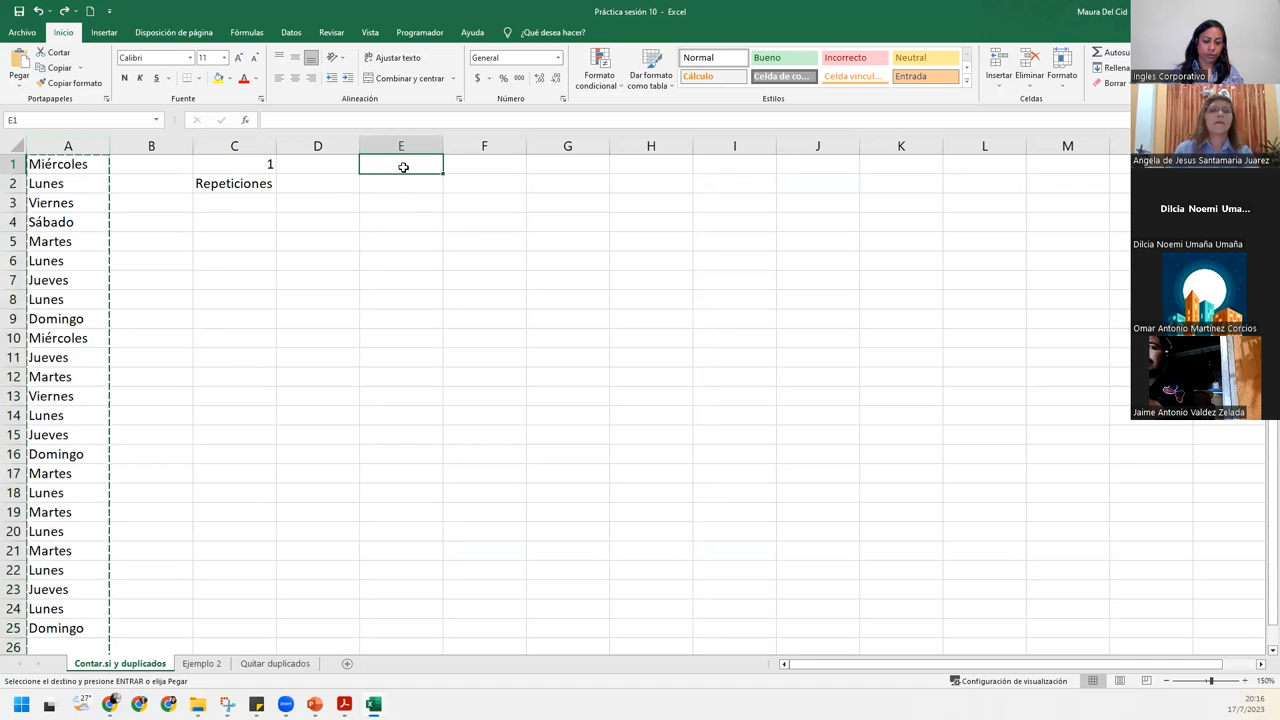 Práctica sesión 10 - Excel
Maura Del Cid
Archivo Inicio Insertar Disposición de página Fórmulas Datos Revisar Vista Programador Ayuda ¿Qué desea hacer?
Pegar
Cortar
Copiar
Copiar formato
Portapapeles
Calibri 11
N K S
Fuente
Ajustar texto
Combinar y centrar
Alineación
General
$ % 000
Número
Formato condicional
Dar formato como tabla
Normal Bueno Incorrecto Neutral
Cálculo Celda de co... Celda vincul... Entrada
Estilos
Insertar Eliminar Formato
Celdas
Autosu
Rellena
Borrar
E1
fx
A B C D E F G H I J K L M
1 Miércoles 1
2 Lunes Repeticiones
3 Viernes
4 Sábado
5 Martes
6 Lunes
7 Jueves
8 Lunes
9 Domingo
10 Miércoles
11 Jueves
12 Martes
13 Viernes
14 Lunes
15 Jueves
16 Domingo
17 Martes
18 Lunes
19 Martes
20 Lunes
21 Martes
22 Lunes
23 Jueves
24 Lunes
25 Domingo
26
Contar.si y duplicados Ejemplo 2 Quitar duplicados
Seleccione el destino y presione ENTRAR o elija Pegar
Configuración de visualización
150%
27°
20:16
17/7/2023
Ingles Corporativo
Angela de Jesus Santamaria Juarez
Dilcia Noemi Uma...
Dilcia Noemi Umaña Umaña
Omar Antonio Martínez Corcios
Jaime Antonio Valdez Zelada